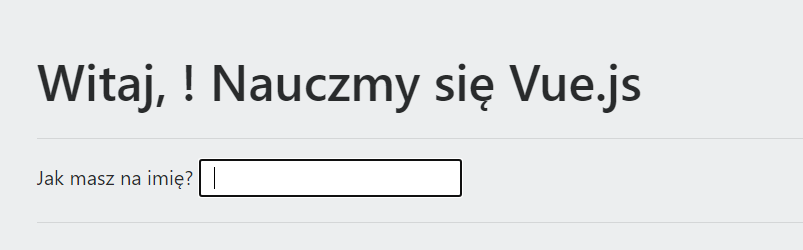 Witaj, ! Nauczmy się Vue.js
Jak masz na imię?